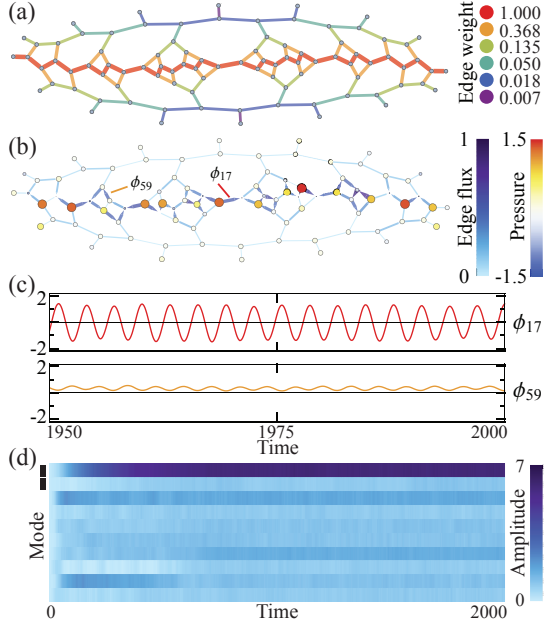 (a)
Edge weight
1.000
0.368
0.135
0.050
0.018
0.007
(b)
ϕ59
ϕ17
Edge flux
1
0
Pressure
1.5
-1.5
(c)
2
-2
ϕ17
2
-2
ϕ59
1950
1975
2000
Time
(d)
Mode
0
Time
2000
Amplitude
7
0